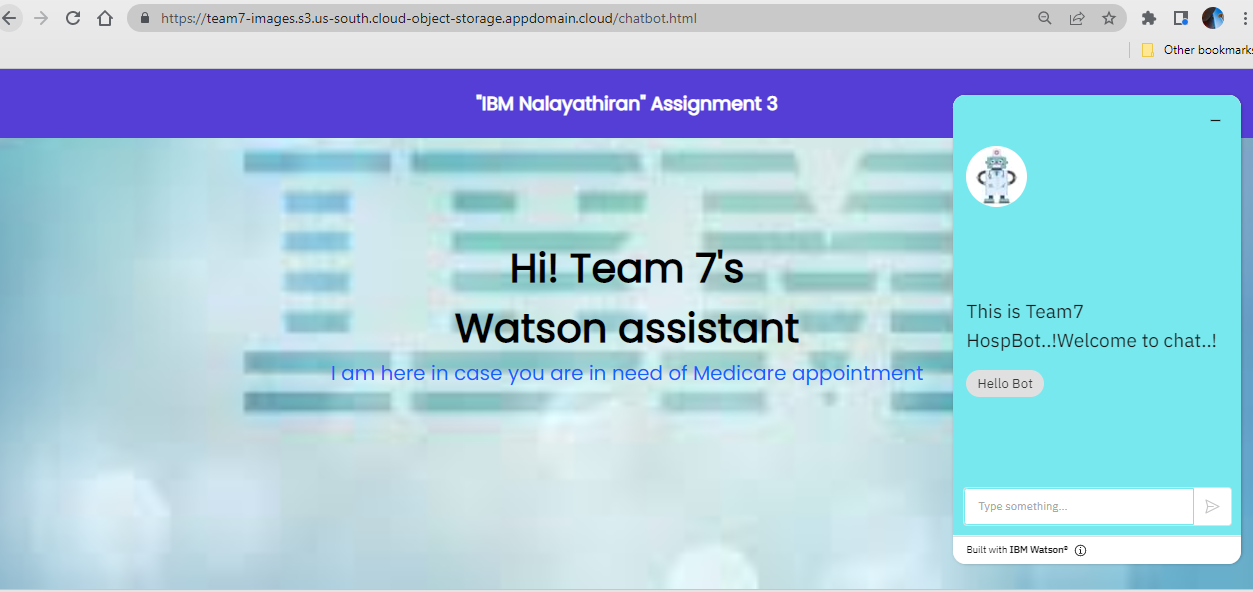 https://team7-images.s3.us-south.cloud-object-storage.appdomain.cloud/chatbot.html
Other bookmarks
"IBM Nalayathiran" Assignment 3
IBM
Hi! Team 7's
Watson assistant
I am here in case you are in need of Medicare appointment
This is Team7
HospBot..!Welcome to chat..!
Hello Bot
Type something...
Built with IBM Watson®